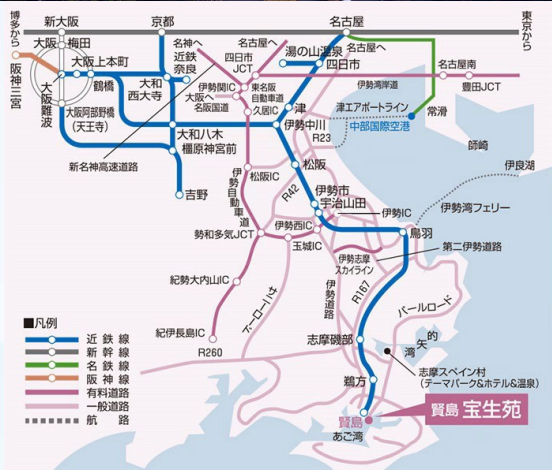 博多から
新大阪
京都
名古屋
東京から
大阪
梅田
大阪上本町
近鉄
奈良
名神へ
四日市
JCT
名古屋へ
湯の山温泉
名古屋へ
四日市
阪神三宮
鶴橋
大和
西大寺
伊勢関IC
東名阪
自動車道
大阪へ
名阪国道
久居IC
伊勢湾岸道
名古屋南
豊田JCT
大阪難波
大阪阿部野橋
(天王寺)
大和八木
橿原神宮前
津
伊勢中川
津エアポートライン
常滑
中部国際空港
R23
師崎
伊良湖
新名神高速道路
吉野
松阪IC
松阪
R42
伊勢自動車道
伊勢市
宇治山田
伊勢IC
伊勢湾フェリー
伊勢西IC
勢和多気JCT
玉城IC
鳥羽
第二伊勢道路
伊勢志摩
スカイライン
紀勢大内山IC
サニーロード
伊勢道路
R167
パールロード
紀伊長島IC
R260
志摩磯部
的矢湾
志摩スペイン村
(テーマパーク&ホテル&温泉)
鵜方
賢島
賢島 宝生苑
あご湾
■凡例
近鉄線
新幹線
名鉄線
阪神線
有料道路
一般道路
航路